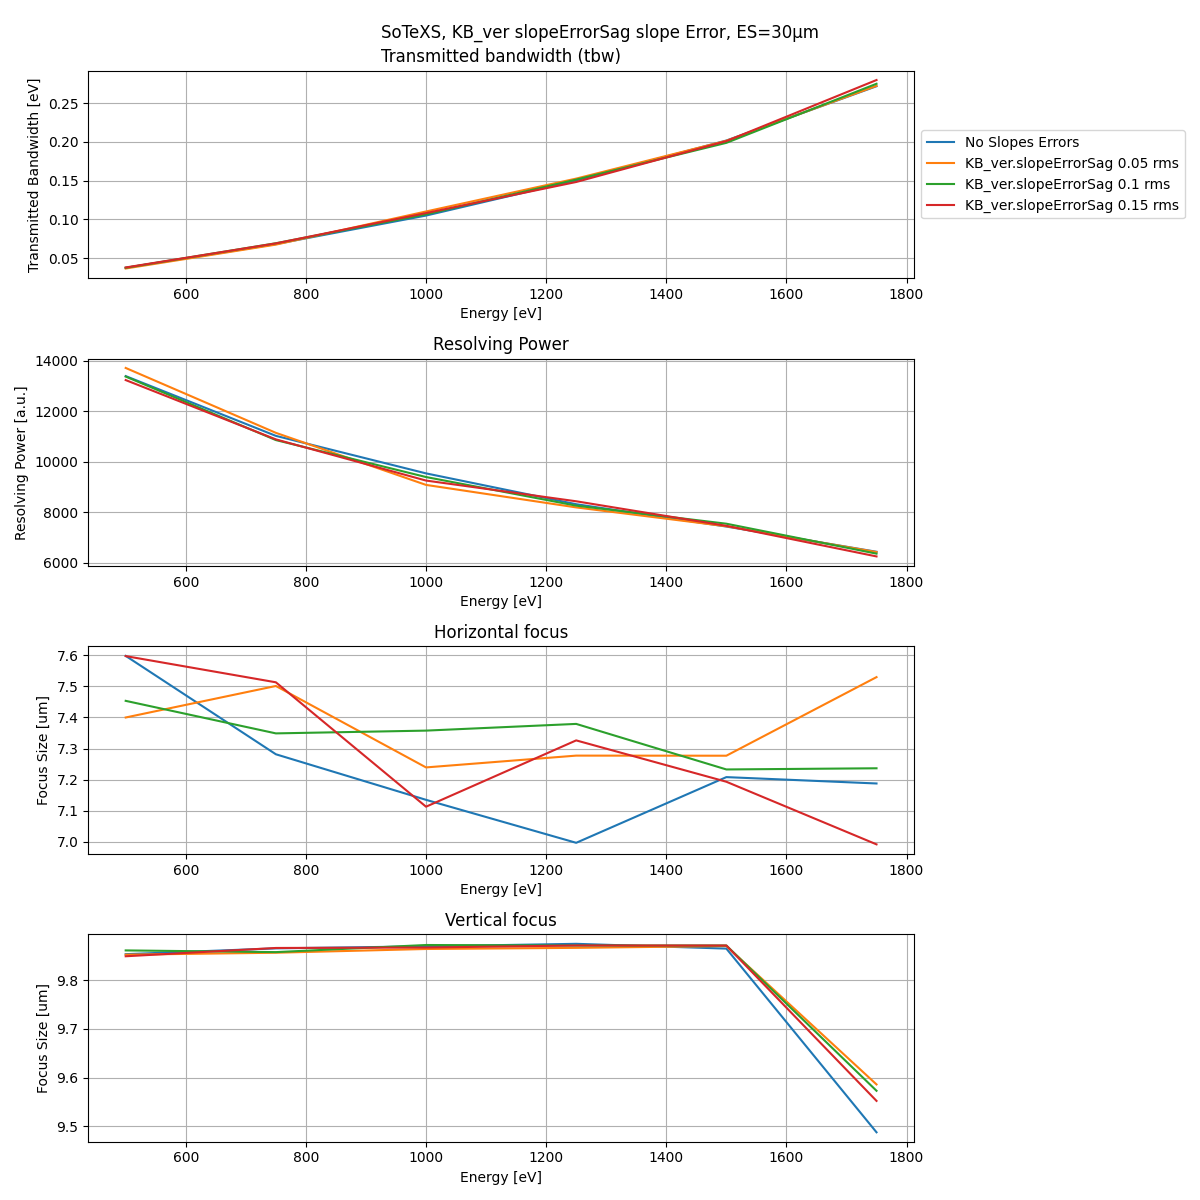 SoTeXS, KB_ver slopeErrorSag slope Error, ES=30µm
Transmitted bandwidth (tbw)
Transmitted Bandwidth [eV]
0.25
0.20
0.15
0.10
0.05
600 800 1000 1200 1400 1600 1800
Energy [eV]
No Slopes Errors
KB_ver.slopeErrorSag 0.05 rms
KB_ver.slopeErrorSag 0.1 rms
KB_ver.slopeErrorSag 0.15 rms
Resolving Power
Resolving Power [a.u.]
14000
12000
10000
8000
6000
600 800 1000 1200 1400 1600 1800
Energy [eV]
Horizontal focus
Focus Size [um]
7.6
7.5
7.4
7.3
7.2
7.1
7.0
600 800 1000 1200 1400 1600 1800
Energy [eV]
Vertical focus
Focus Size [um]
9.8
9.7
9.6
9.5
600 800 1000 1200 1400 1600 1800
Energy [eV]